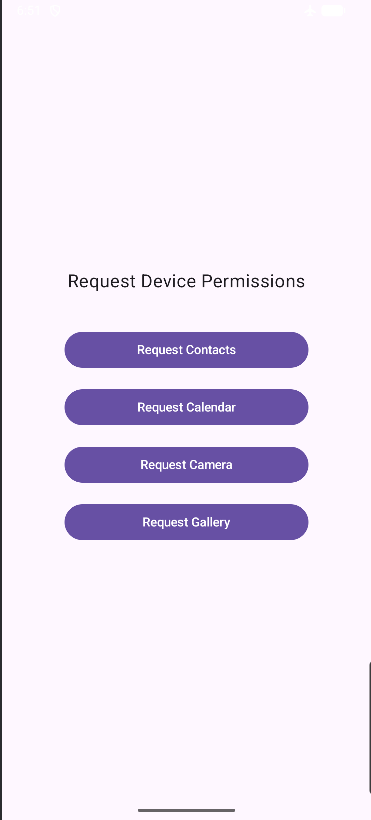 Request Device Permissions
Request Contacts
Request Calendar
Request Camera
Request Gallery